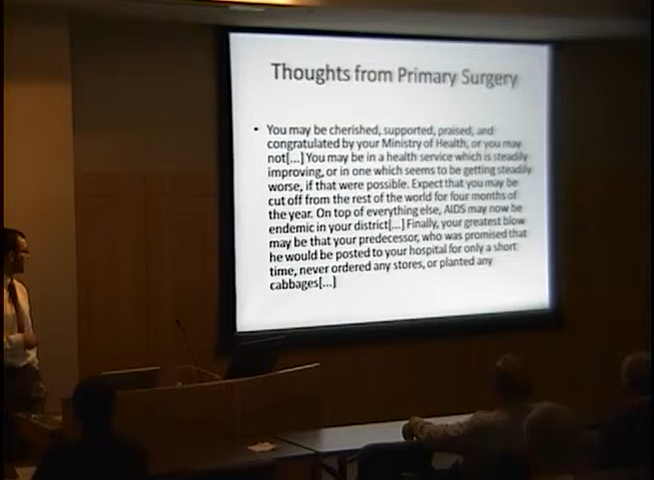 Thoughts from Primary Surgery
• You may be cherished, supported, praised, and
congratulated by your Ministry of Health, or you may
not[...] You may be in a health service which is steadily
improving, or in one which seems to be getting steadily
worse, if that were possible. Expect that you may be
cut off from the rest of the world for four months of
the year. On top of everything else, AIDS may now be
endemic in your district[...] Finally, your greatest blow
may be that your predecessor, who was promised that
he would be posted to your hospital for only a short
time, never ordered any stores, or planted any
cabbages[...]